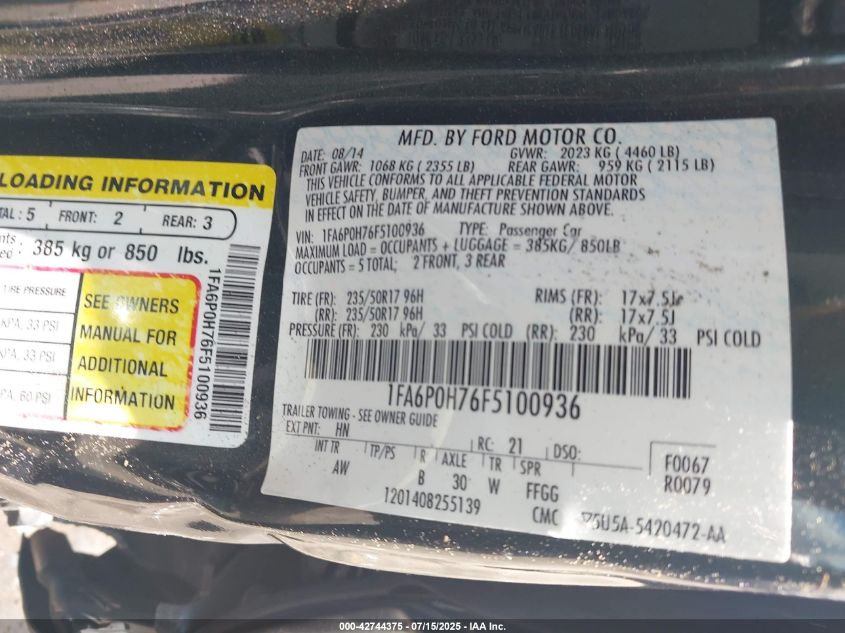 LOADING INFORMATION
TAL: 5 FRONT: 2 REAR: 3
385 kg or 850 lbs.
TIRE PRESSURE
KPA, 33 PSI
KPA, 33 PSI
PA, 60 PSI
SEE OWNERS
MANUAL FOR
ADDITIONAL
INFORMATION
1FA6P0H76F5100936
MFD. BY FORD MOTOR CO.
DATE: 08/14 GVWR: 2023 KG (4460 LB)
FRONT GAWR: 1068 KG (2355 LB) REAR GAWR: 959 KG (2115 LB)
THIS VEHICLE CONFORMS TO ALL APPLICABLE FEDERAL MOTOR
VEHICLE SAFETY, BUMPER, AND THEFT PREVENTION STANDARDS
IN EFFECT ON THE DATE OF MANUFACTURE SHOWN ABOVE.
VIN: 1FA6P0H76F5100936 TYPE: Passenger Car
MAXIMUM LOAD = OCCUPANTS + LUGGAGE = 385KG/850LB
OCCUPANTS = 5 TOTAL; 2 FRONT, 3 REAR
TIRE (FR): 235/50R17 96H RIMS (FR): 17x7.5J
(RR): 235/50R17 96H (RR): 17x7.5J
PRESSURE (FR): 230 kPa/ 33 PSI COLD (RR): 230 kPa/ 33 PSI COLD
1FA6P0H76F5100936
TRAILER TOWING - SEE OWNER GUIDE
EXT PNT: HN RC: 21 DSO:
INT TR TP/PS R AXLE TR SPR
AW B 30 W FFGG
F0067
R0079
1201408255139 CMC 5U5A-5420472-AA
000-42744375 | 07/15/2025 - IAA Inc.